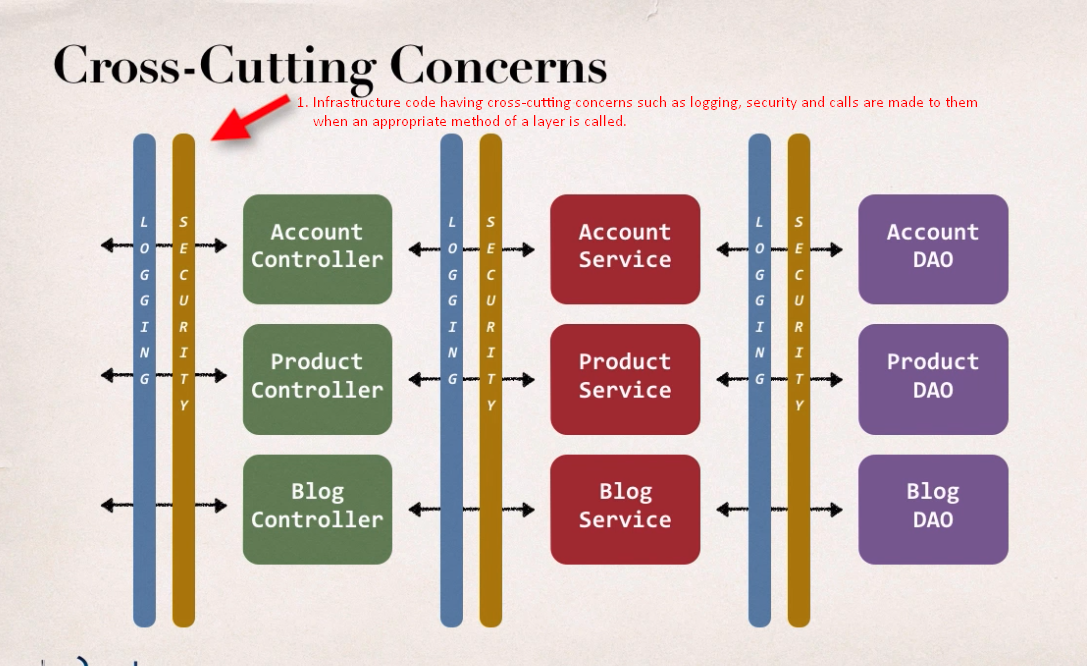 Cross-Cutting Concerns
1. Infrastructure code having cross-cutting concerns such as logging, security and calls are made to them
when an appropriate method of a layer is called.
LOGGING
SECURITY
Account
Controller
LOGGING
SECURITY
Account
Service
LOGGING
SECURITY
Account
DAO
Product
Controller
Product
Service
Product
DAO
Blog
Controller
Blog
Service
Blog
DAO